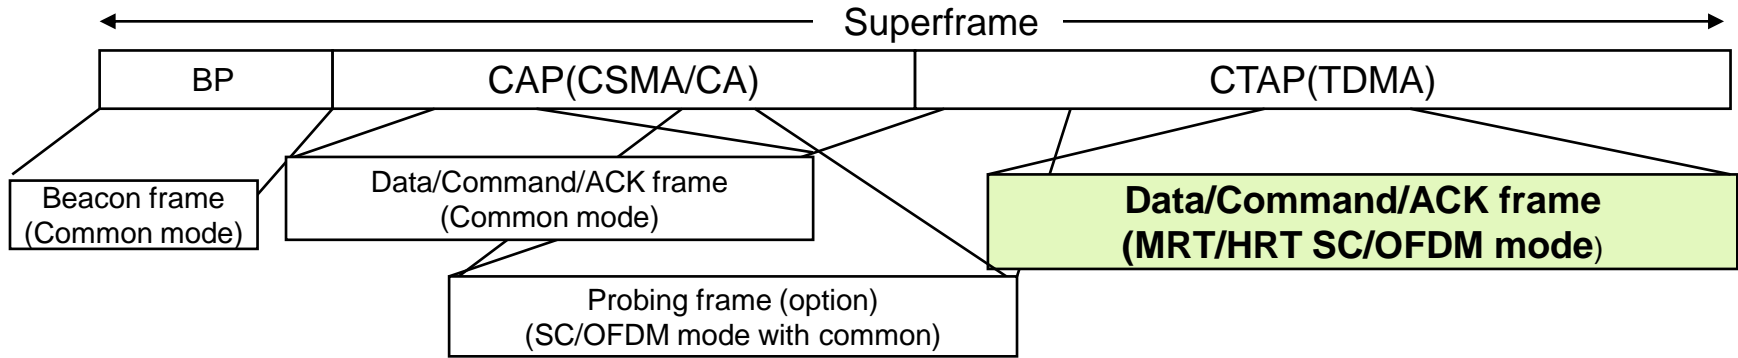 Superframe
BP
CAP(CSMA/CA)
CTAP(TDMA)
Beacon frame
(Common mode)
Data/Command/ACK frame
(Common mode)
Data/Command/ACK frame
(MRT/HRT SC/OFDM mode)
Probing frame (option)
(SC/OFDM mode with common)